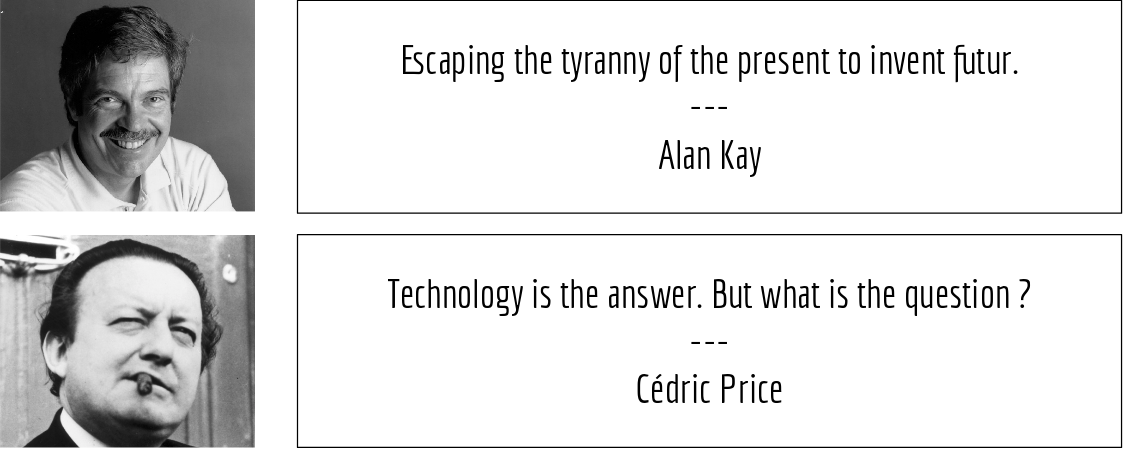 Escaping the tyranny of the present to invent futur.
---
Alan Kay
Technology is the answer. But what is the question ?
---
Cédric Price